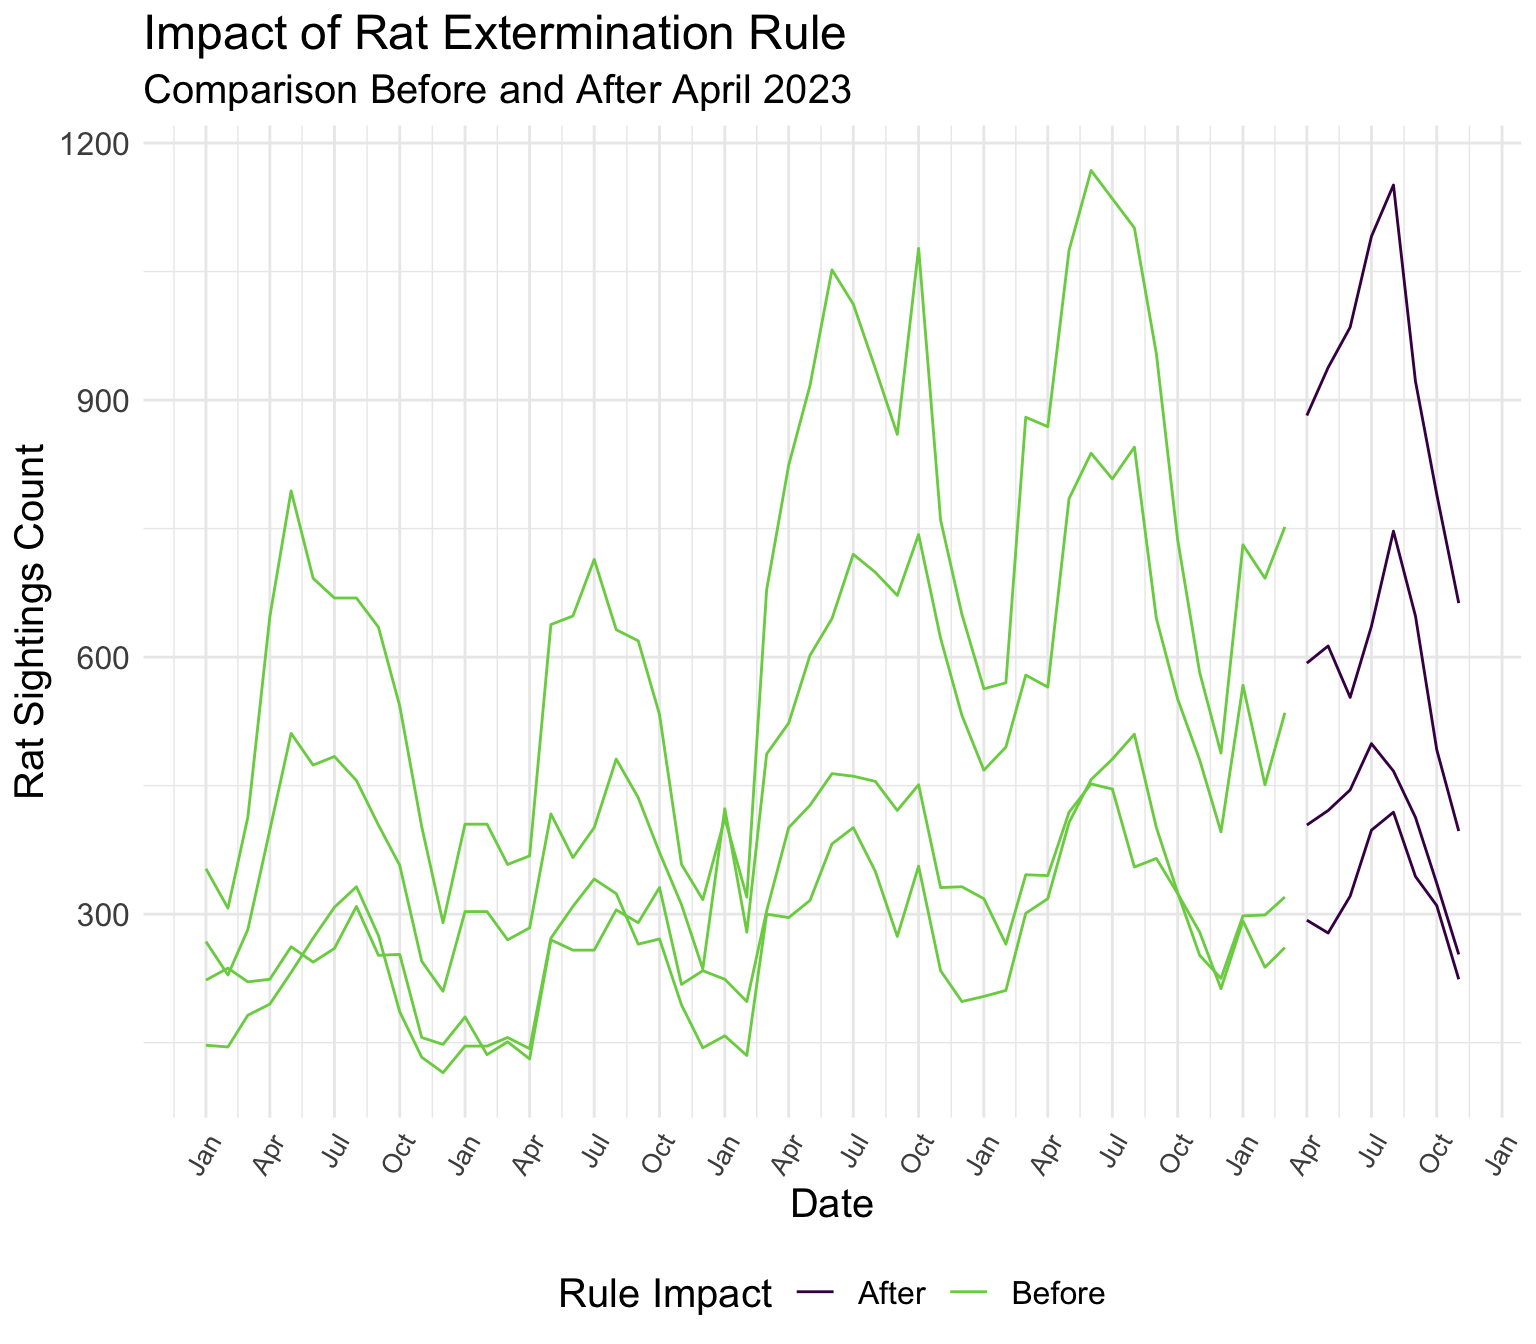 Impact of Rat Extermination Rule
Comparison Before and After April 2023
1200
900
600
300
Rat Sightings Count
Jan Apr Jul Oct Jan Apr Jul Oct Jan Apr Jul Oct Jan Apr Jul Oct Jan Apr Jul Oct Jan
Date
Rule Impact After Before